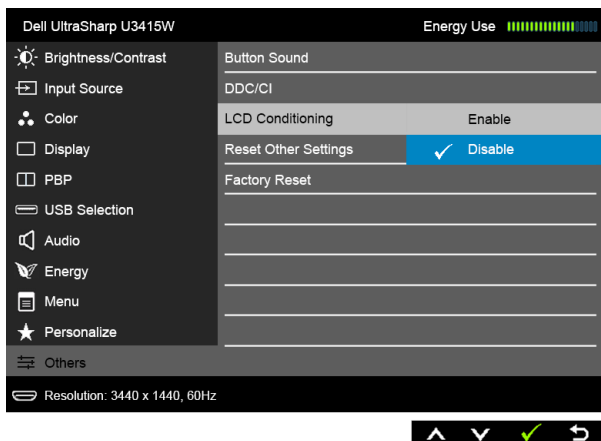 Dell UltraSharp U3415W
Energy Use
Brightness/Contrast
Button Sound
Input Source
DDC/CI
Color
LCD Conditioning
Enable
Display
Reset Other Settings
Disable
PBP
Factory Reset
USB Selection
Audio
Energy
Menu
Personalize
Others
Resolution: 3440 x 1440, 60Hz